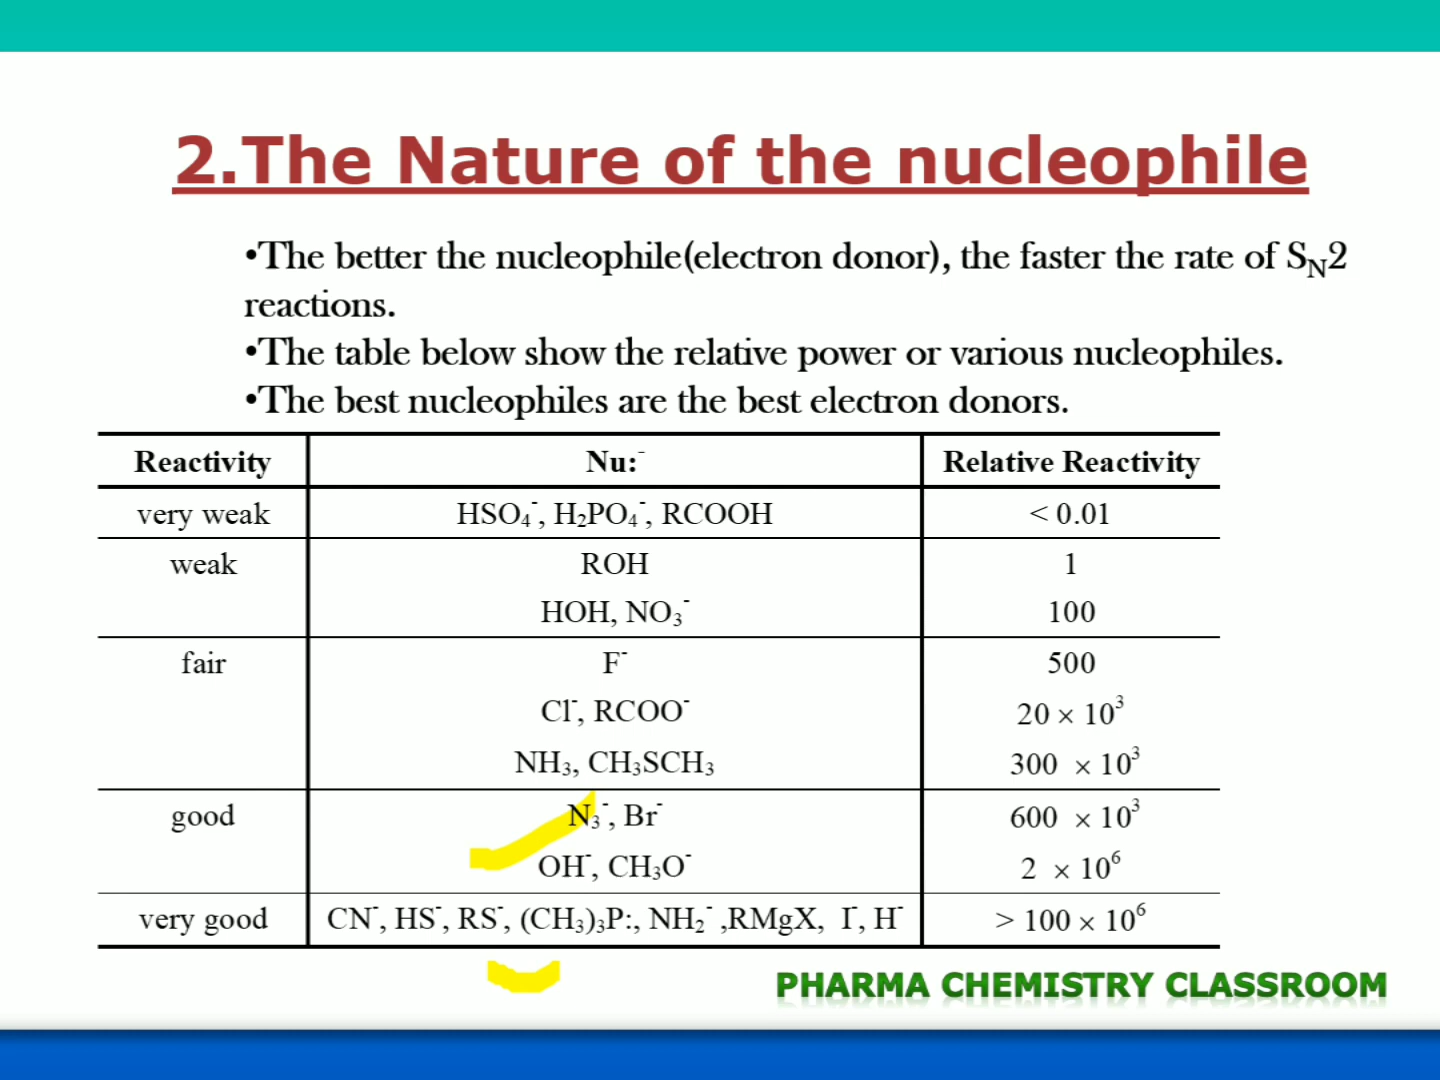 2.The Nature of the nucleophile
•The better the nucleophile(electron donor), the faster the rate of SN2
reactions.
•The table below show the relative power or various nucleophiles.
•The best nucleophiles are the best electron donors.
Reactivity Nu:⁻ Relative Reactivity
very weak HSO₄⁻, H₂PO₄⁻, RCOOH < 0.01
weak ROH 1
HOH, NO₃⁻ 100
fair F⁻ 500
Cl⁻, RCOO⁻ 20 × 10³
NH₃, CH₃SCH₃ 300 × 10³
good N₃⁻, Br⁻ 600 × 10³
OH⁻, CH₃O⁻ 2 × 10⁶
very good CN⁻, HS⁻, RS⁻, (CH₃)₃P:, NH₂⁻ ,RMgX, I⁻, H⁻ > 100 × 10⁶
PHARMA CHEMISTRY CLASSROOM